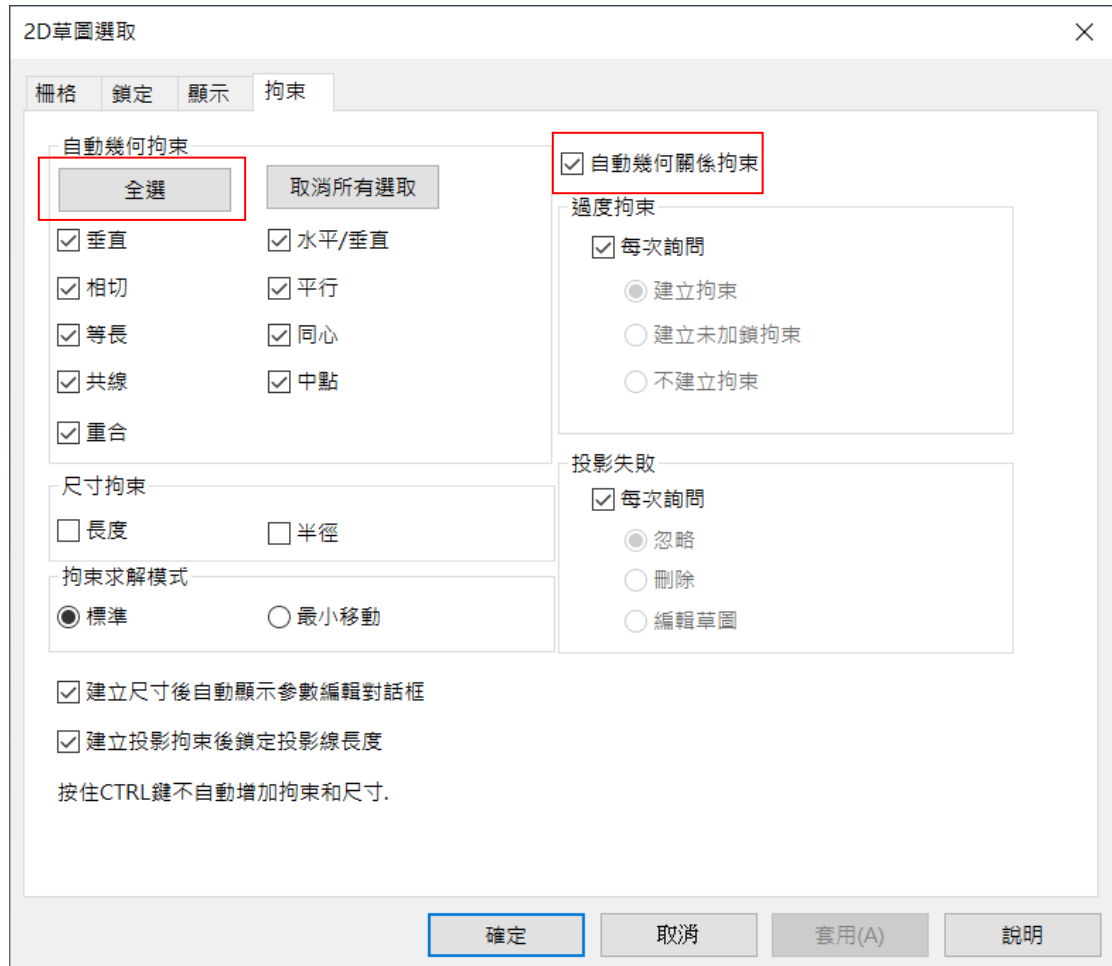 2D草圖選取
柵格 鎖定 顯示 拘束
自動幾何拘束
全選 取消所有選取
垂直 水平/垂直
相切 平行
等長 同心
共線 中點
重合
尺寸拘束
長度 半徑
拘束求解模式
標準 最小移動
自動幾何關係拘束
過度拘束
每次詢問
建立拘束
建立未加鎖拘束
不建立拘束
投影失敗
每次詢問
忽略
刪除
編輯草圖
建立尺寸後自動顯示參數編輯對話框
建立投影拘束後鎖定投影線長度
按住CTRL鍵不自動增加拘束和尺寸.
確定 取消 套用(A) 說明